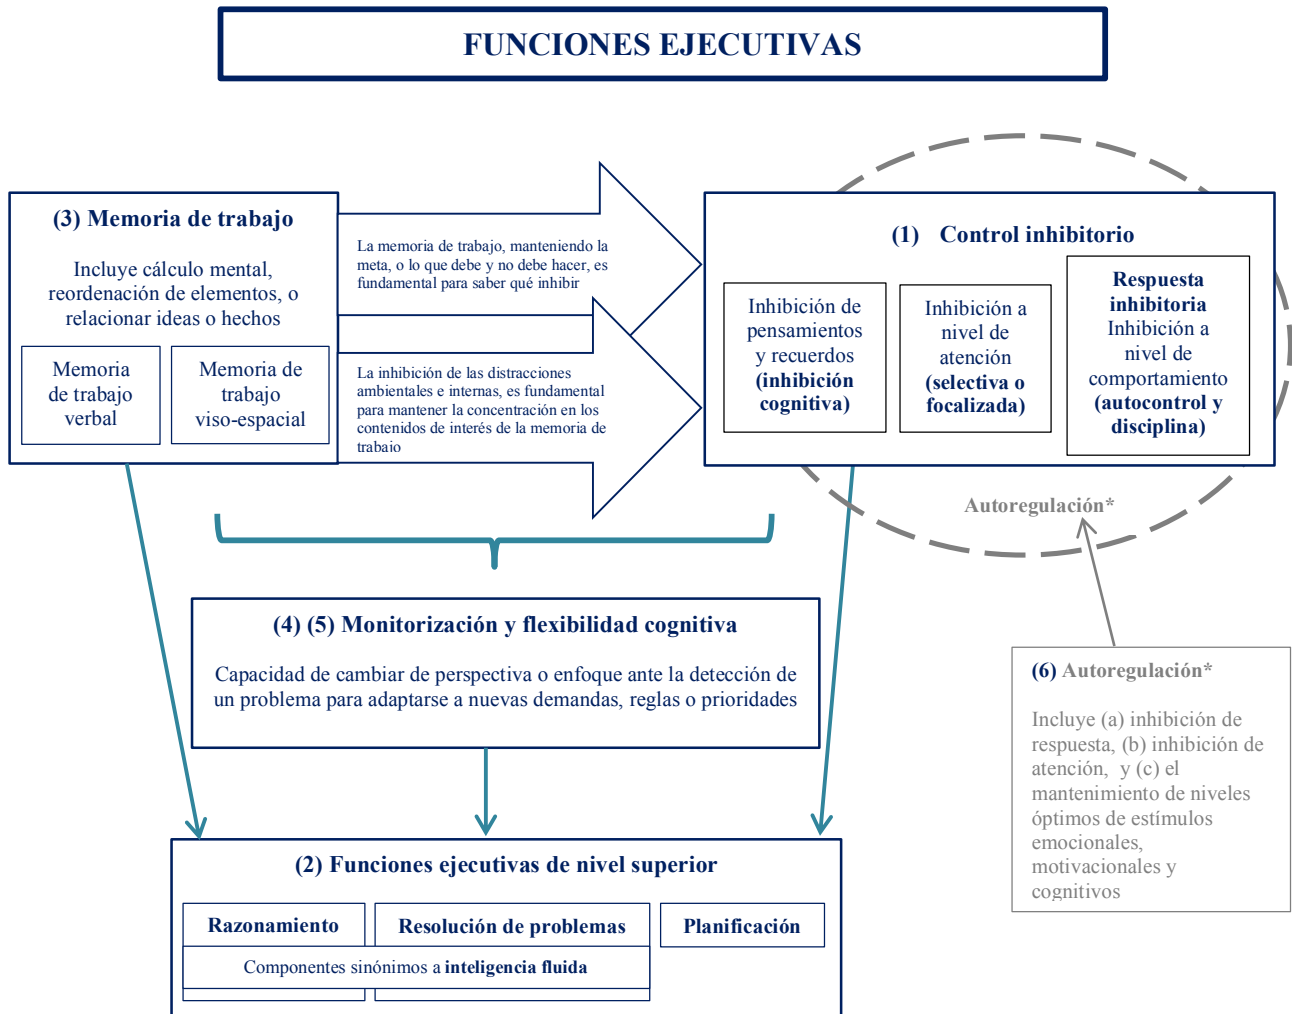 FUNCIONES EJECUTIVAS
(3) Memoria de trabajo
Incluye cálculo mental,
reordenación de elementos, o
relacionar ideas o hechos
Memoria
de trabajo
verbal
Memoria de
trabajo
viso-espacial
La memoria de trabajo, manteniendo la
meta, o lo que debe y no debe hacer, es
fundamental para saber qué inhibir
La inhibición de las distracciones
ambientales e internas, es fundamental
para mantener la concentración en los
contenidos de interés de la memoria de
trabajo
(1) Control inhibitorio
Inhibición de
pensamientos
y recuerdos
(inhibición
cognitiva)
Inhibición a
nivel de
atención
(selectiva o
focalizada)
Respuesta
inhibitoria
Inhibición a
nivel de
comportamiento
(autocontrol y
disciplina)
Autoregulación*
(4) (5) Monitorización y flexibilidad cognitiva
Capacidad de cambiar de perspectiva o enfoque ante la detección de
un problema para adaptarse a nuevas demandas, reglas o prioridades
(6) Autoregulación*
Incluye (a) inhibición de
respuesta, (b) inhibición de
atención, y (c) el
mantenimiento de niveles
óptimos de estímulos
emocionales,
motivacionales y
cognitivos
(2) Funciones ejecutivas de nivel superior
Razonamiento
Resolución de problemas
Planificación
Componentes sinónimos a inteligencia fluida